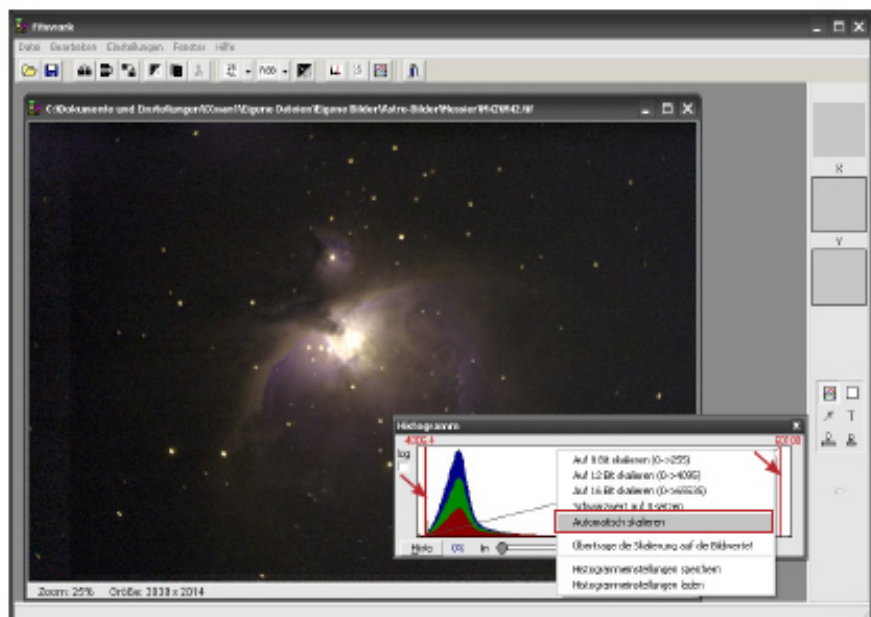 Fitswork
Datei Bearbeiten Einstellungen Fenster Hilfe
C:\Dokumente und Einstellungen\ \Eigene Dateien\Eigene Bilder\Astro-Bilder\Messier\
X
Y
T
Histogramm
log
Auf 8 Bit skalieren (0->255)
Auf 12 Bit skalieren (0->4095)
Auf 16 Bit skalieren (0->65535)
Schwarzwert auf 0 setzen
Automatisch skalieren
Übertrage die Skalierung auf die Bildwerte!
Histogrammeinstellungen speichern
Histogrammeinstellungen laden
Histo 0% lin
Zoom: 25% Größe: 3038 x 2014